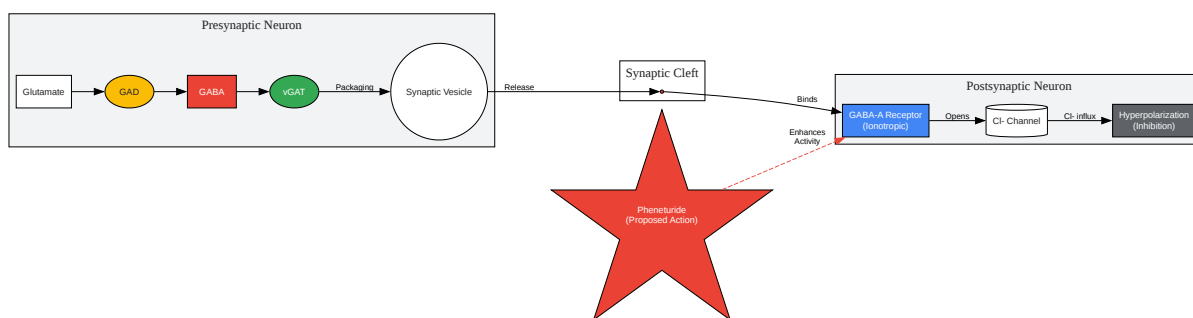 Presynaptic Neuron
Glutamate
GAD
GABA
vGAT
Packaging
Synaptic Vesicle
Release
Synaptic Cleft
Binds
Postsynaptic Neuron
GABA-A Receptor
(Ionotropic)
Opens
Cl- Channel
Cl- influx
Hyperpolarization
(Inhibition)
Enhances
Activity
Pheneturide
(Proposed Action)